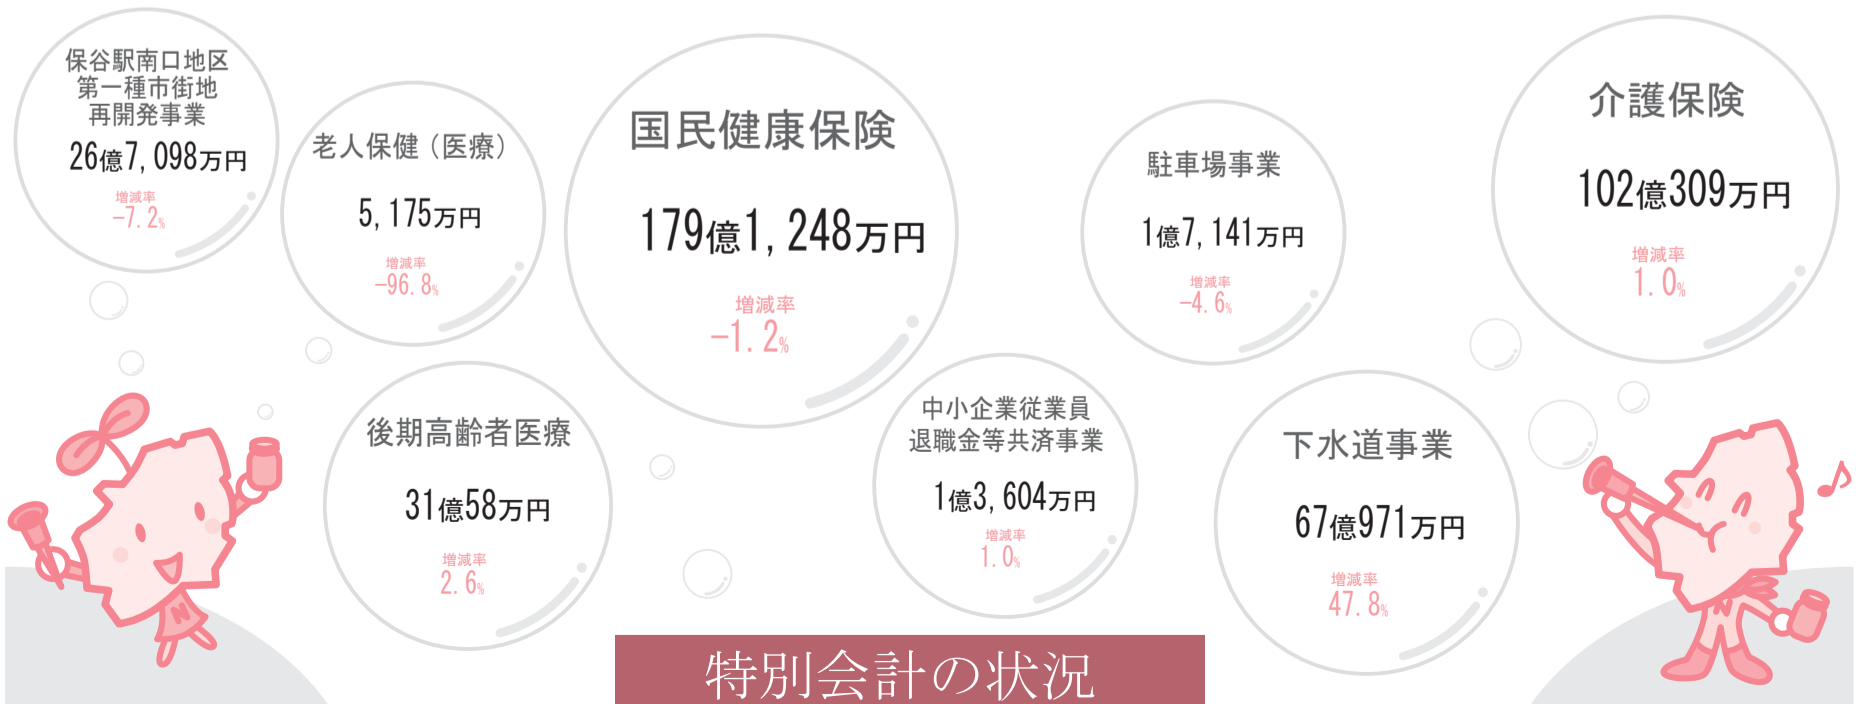 保谷駅南口地区
第一種市街地
再開発事業
26億7,098万円
増減率
−7.2%
老人保健（医療）
5,175万円
増減率
−96.8%
国民健康保険
179億1,248万円
増減率
−1.2%
駐車場事業
1億7,141万円
増減率
−4.6%
介護保険
102億309万円
増減率
1.0%
後期高齢者医療
31億58万円
増減率
2.6%
中小企業従業員
退職金等共済事業
1億3,604万円
増減率
1.0%
下水道事業
67億971万円
増減率
47.8%
N
N
特別会計の状況